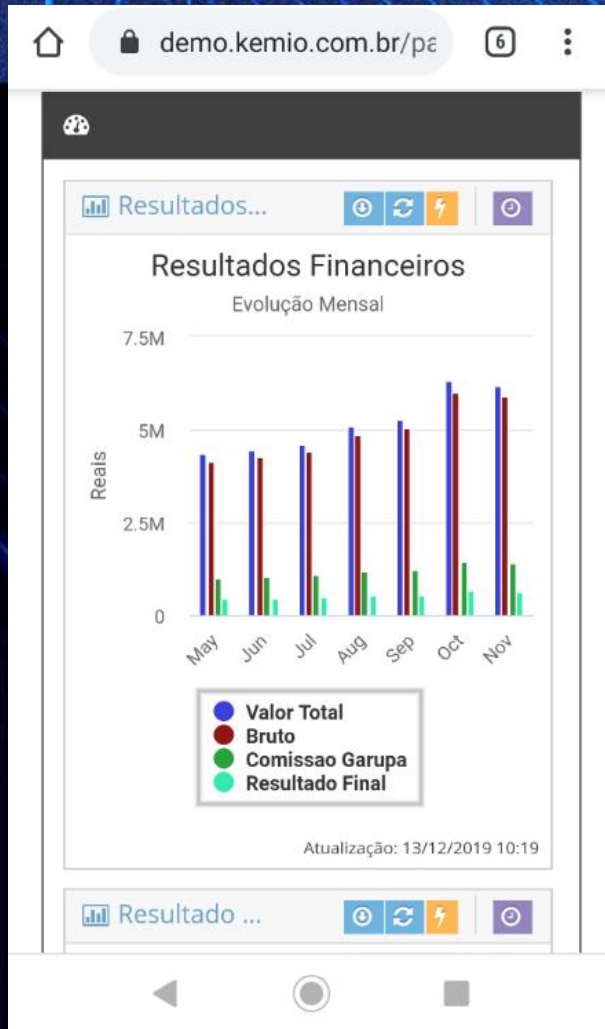 demo.kemio.com.br/pa
6
Resultados...
Resultados Financeiros
Evolução Mensal
7.5M
5M
2.5M
0
Reais
May Jun Jul Aug Sep Oct Nov
Valor Total
Bruto
Comissao Garupa
Resultado Final
Atualização: 13/12/2019 10:19
Resultado ...